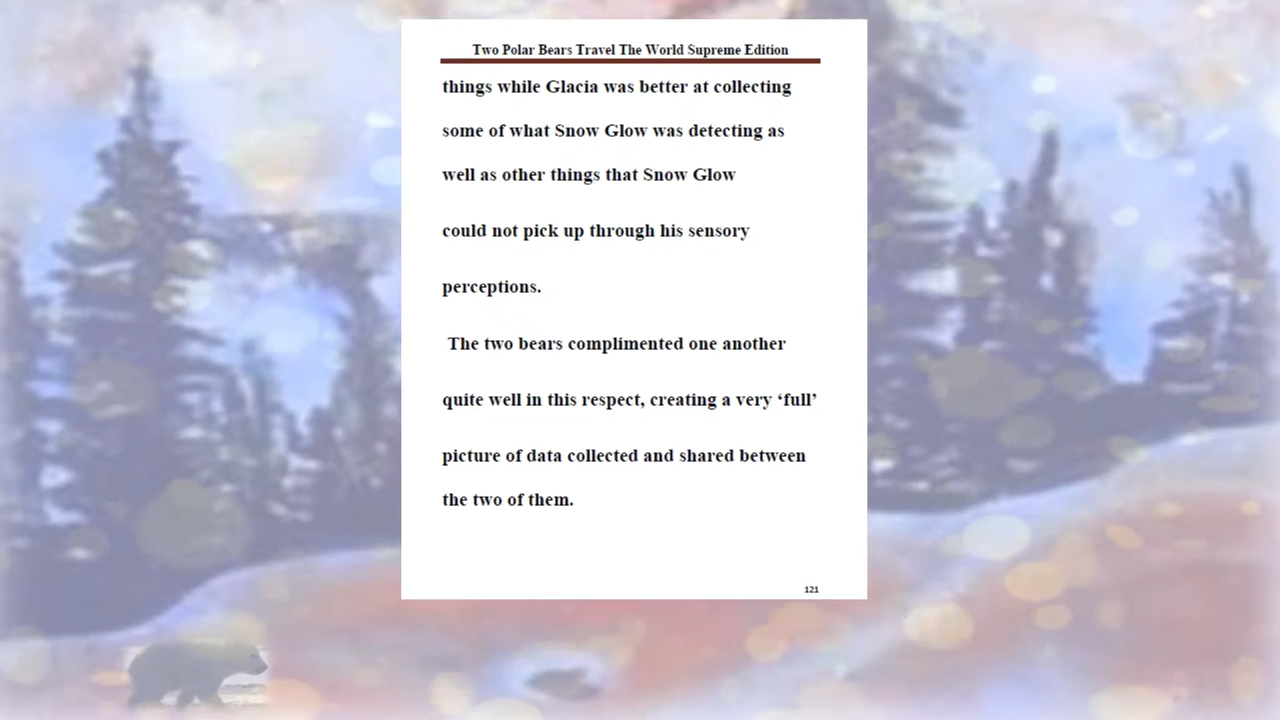 Two Polar Bears Travel The World Supreme Edition
things while Glacia was better at collecting
some of what Snow Glow was detecting as
well as other things that Snow Glow
could not pick up through his sensory
perceptions.
The two bears complimented one another
quite well in this respect, creating a very ‘full’
picture of data collected and shared between
the two of them.
121